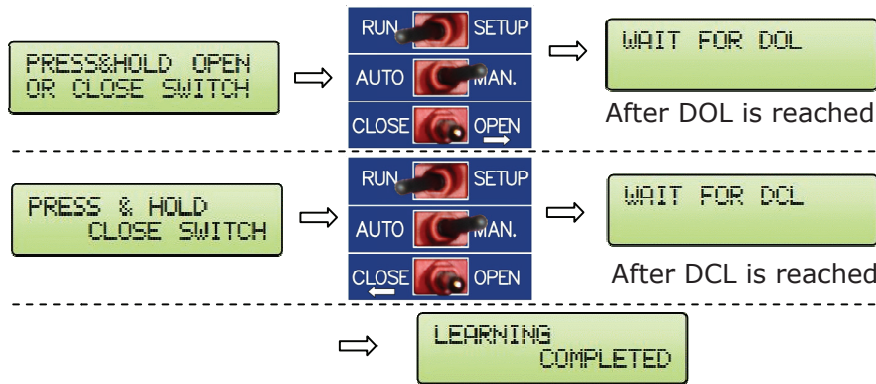 PRESS&HOLD OPEN
OR CLOSE SWITCH
RUN SETUP
AUTO MAN.
CLOSE OPEN
WAIT FOR DOL
After DOL is reached
PRESS & HOLD
CLOSE SWITCH
RUN SETUP
AUTO MAN.
CLOSE OPEN
WAIT FOR DCL
After DCL is reached
LEARNING
COMPLETED